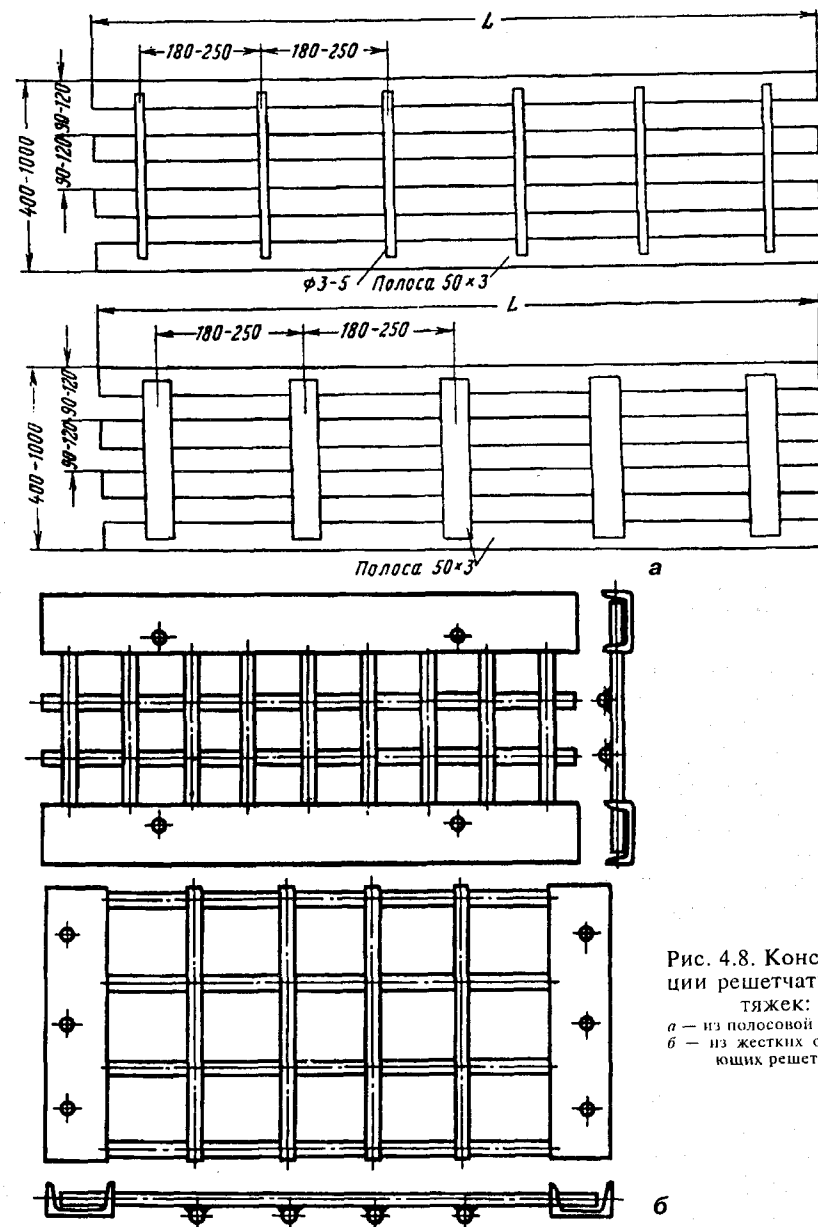 L
180-250 180-250
400-1000
90-120
90-120
ф3-5 Полоса 50×3
L
180-250 180-250
400-1000
90-120
90-120
Полоса 50×3
а
Рис. 4.8. Конс
ции решетчат
тяжек:
а — из полосовой
б — из жестких о
ющих решет
б